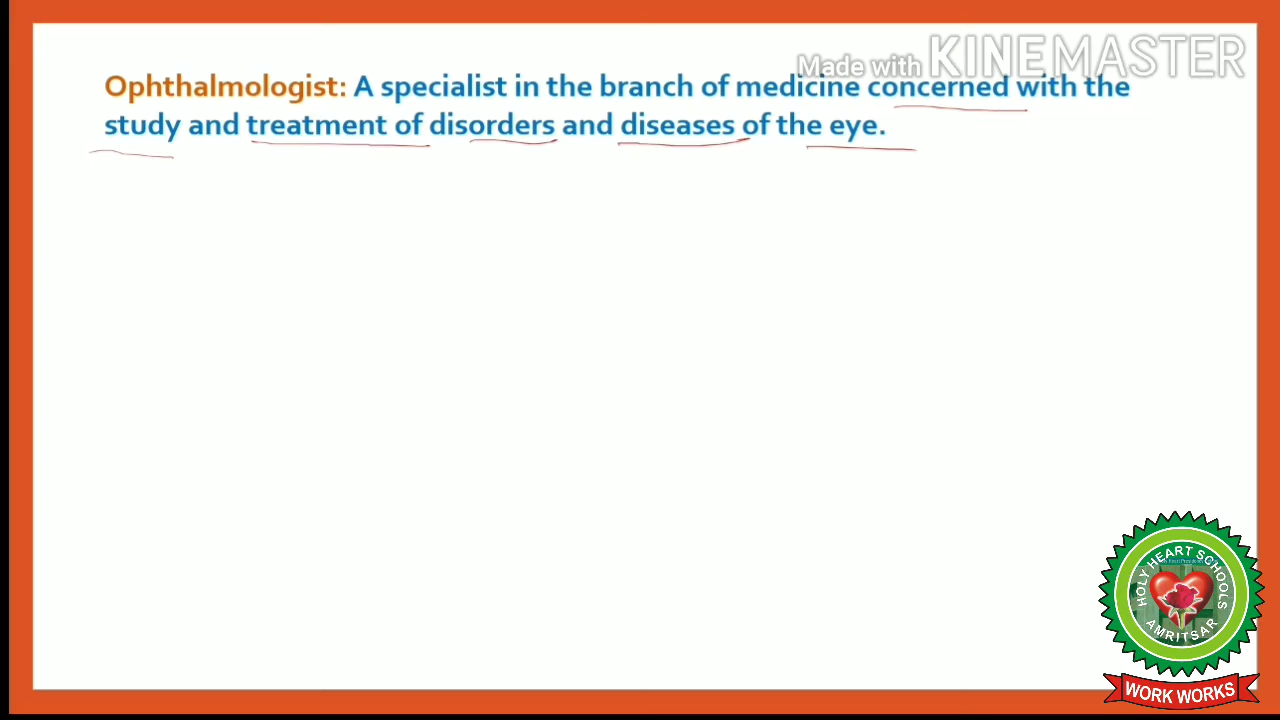 Made with KINEMASTER
Ophthalmologist: A specialist in the branch of medicine concerned with the
study and treatment of disorders and diseases of the eye.
HOLY HEART SCHOOLS
AMRITSAR
WORK WORKS